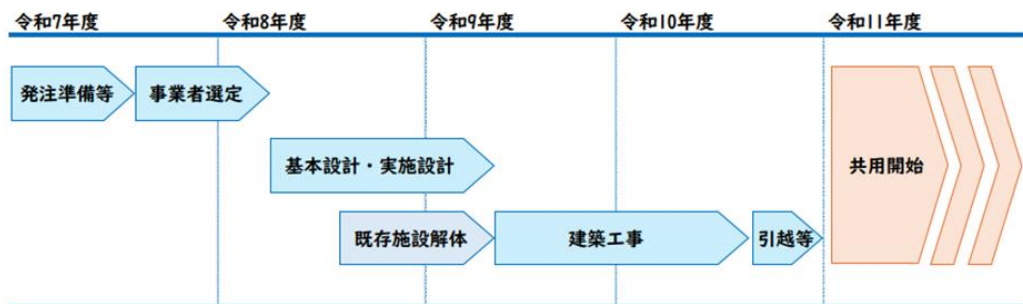 令和7年度
令和8年度
令和9年度
令和10年度
令和11年度
発注準備等
事業者選定
基本設計・実施設計
共用開始
既存施設解体
建築工事
引越等